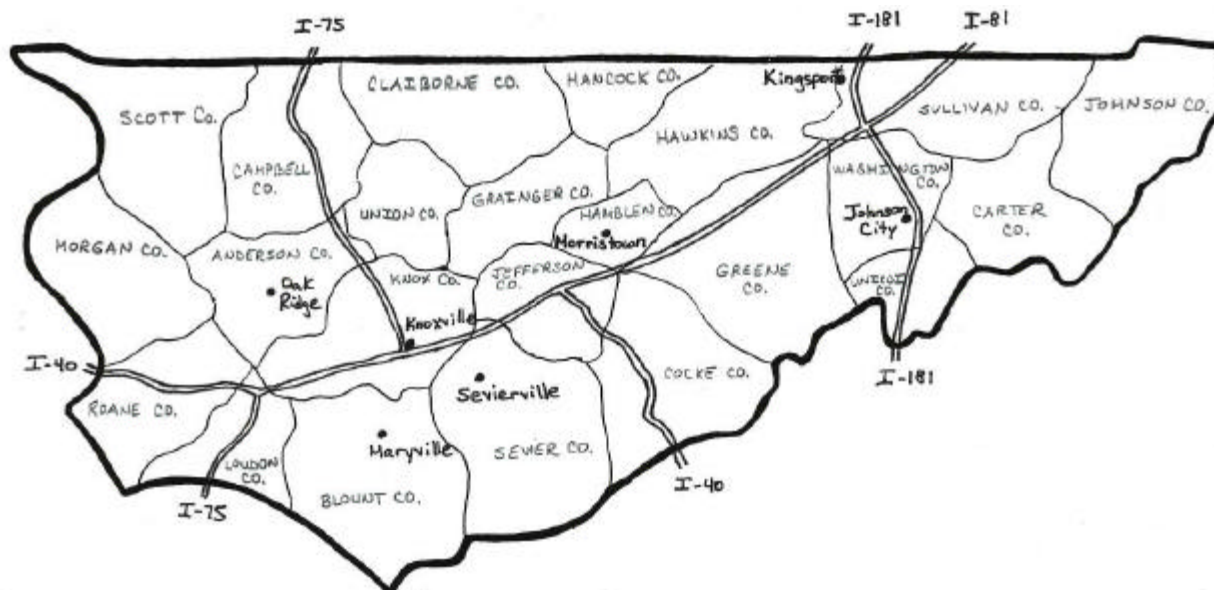 I-75
I-181
I-81
CLAIBORNE CO.
HANCOCK CO.
Kingsport
SCOTT CO.
SULLIVAN CO.
JOHNSON CO.
HAWKINS CO.
CAMPBELL
CO.
WASHINGTON
CO.
GRAINGER CO.
UNION CO.
HAMBLEN CO.
Johnson
City
CARTER
CO.
MORGAN CO.
ANDERSON CO.
Morristown
KNOX CO.
JEFFERSON
CO.
GREENE
CO.
UNICOI
CO.
Oak
Ridge
Knoxville
I-40
I-181
COCKE CO.
Sevierville
ROANE CO.
Maryville
SEVIER CO.
LOUDON
CO.
BLOUNT CO.
I-40
I-75